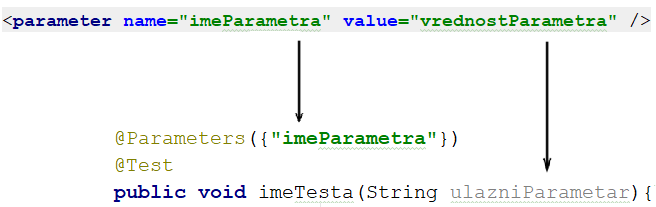 <parameter name="imeParametra" value="vrednostParametra" />
@Parameters({"imeParametra"})
@Test
public void imeTesta(String ulazniParametar){